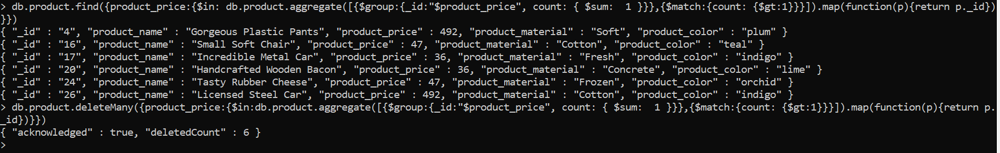 > db.product.find({product_price:{$in: db.product.aggregate([{$group:{_id:"$product_price", count: { $sum:  1 }}},{$match:{count: {$gt:1}}}]).map(function(p){return p._id})
}})
{ "_id" : "4", "product_name" : "Gorgeous Plastic Pants", "product_price" : 492, "product_material" : "Soft", "product_color" : "plum" }
{ "_id" : "16", "product_name" : "Small Soft Chair", "product_price" : 47, "product_material" : "Cotton", "product_color" : "teal" }
{ "_id" : "17", "product_name" : "Incredible Metal Car", "product_price" : 36, "product_material" : "Fresh", "product_color" : "indigo" }
{ "_id" : "20", "product_name" : "Handcrafted Wooden Bacon", "product_price" : 36, "product_material" : "Concrete", "product_color" : "lime" }
{ "_id" : "24", "product_name" : "Tasty Rubber Cheese", "product_price" : 47, "product_material" : "Frozen", "product_color" : "orchid" }
{ "_id" : "26", "product_name" : "Licensed Steel Car", "product_price" : 492, "product_material" : "Cotton", "product_color" : "indigo" }
> db.product.deleteMany({product_price:{$in:db.product.aggregate([{$group:{_id:"$product_price", count: { $sum:  1 }}},{$match:{count: {$gt:1}}}]).map(function(p){return p.
_id})}})
{ "acknowledged" : true, "deletedCount" : 6 }
>